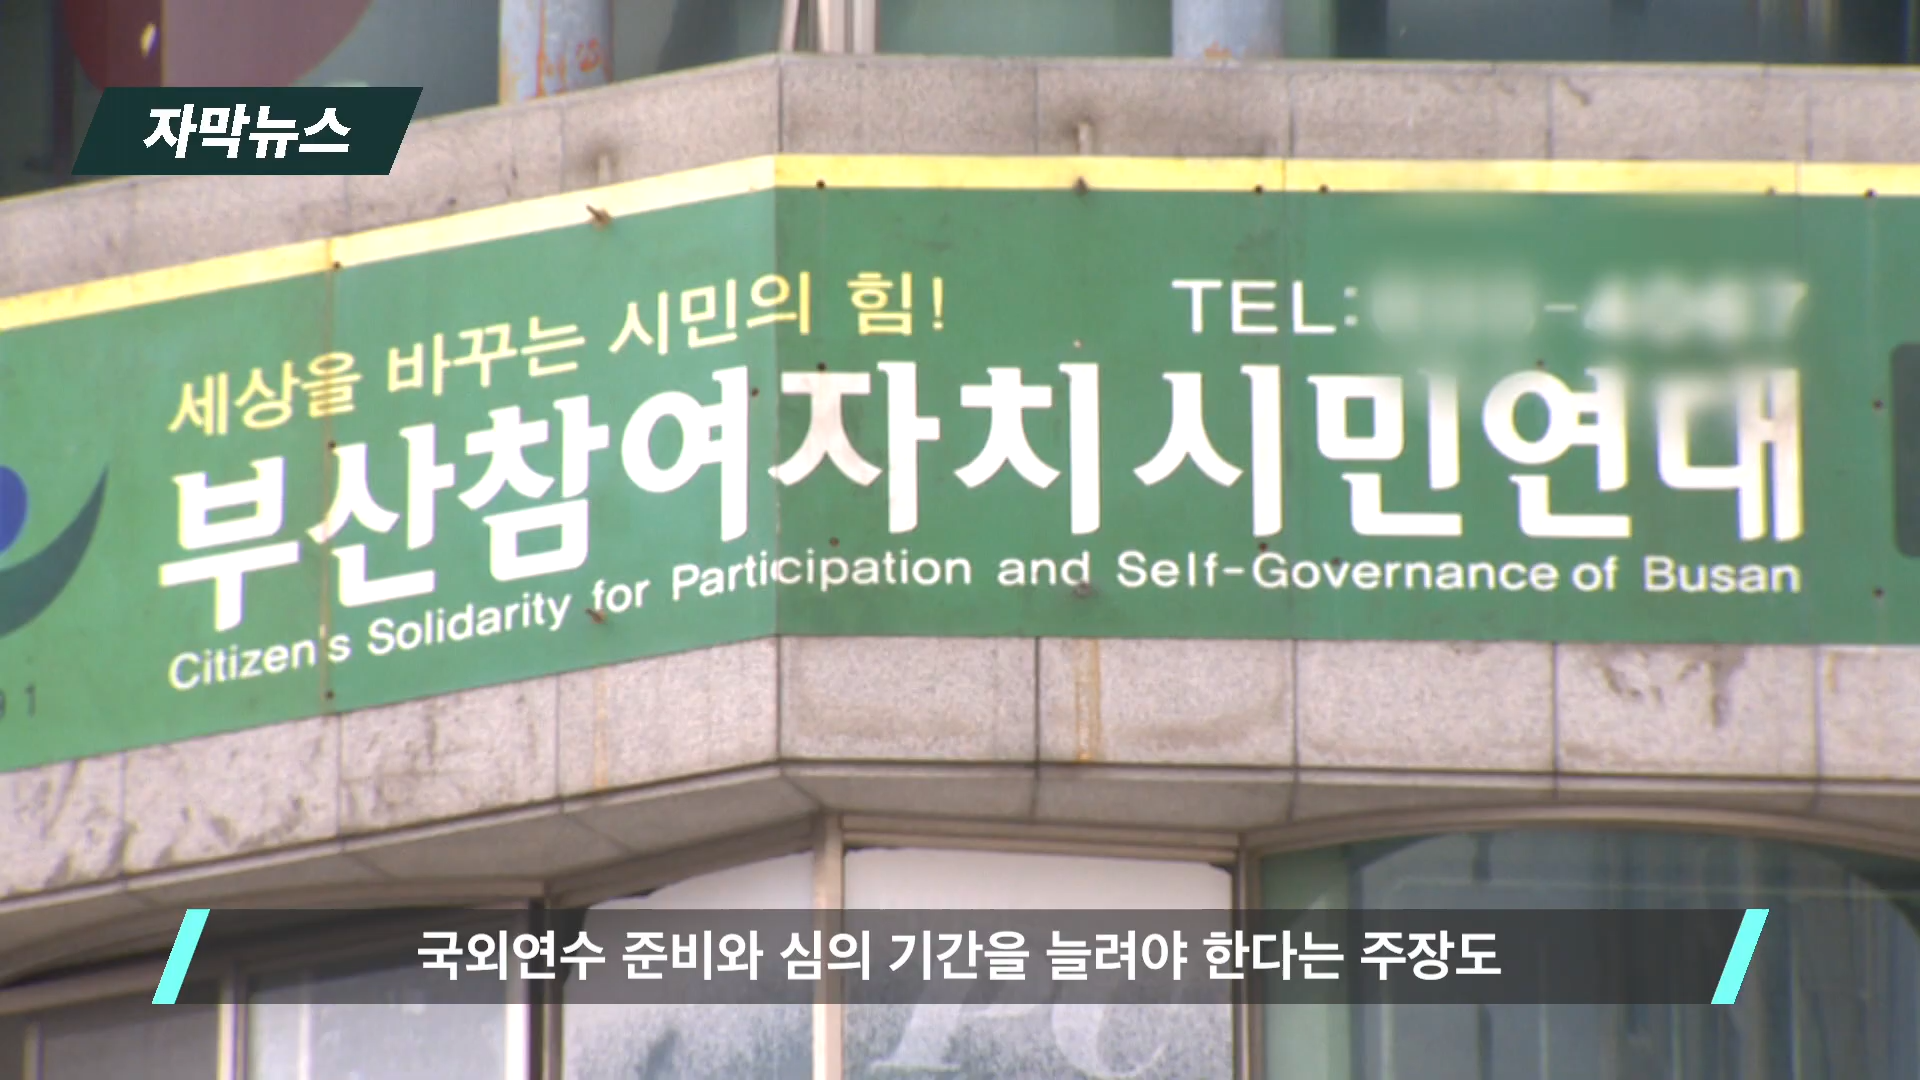 자막뉴스
세상을 바꾸는 시민의 힘!
TEL:
부산참여자치시민연대
Citizen's Solidarity for Participation and Self-Governance of Busan
91
국외연수 준비와 심의 기간을 늘려야 한다는 주장도